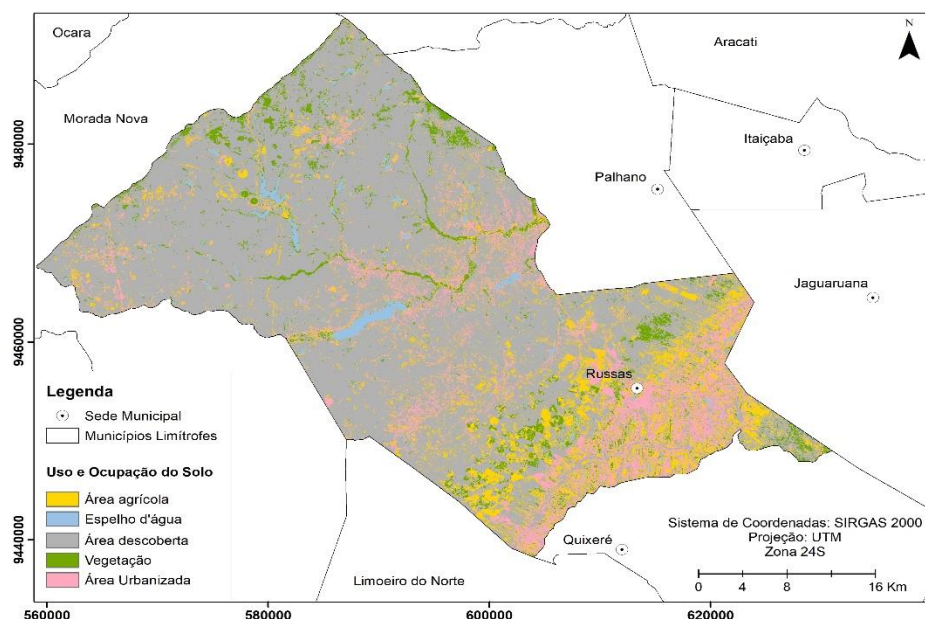 Ocara
Aracati
N
Morada Nova
Itaiçaba
Palhano
Jaguaruana
Russas
Quixeré
Limoeiro do Norte
9480000
9460000
9440000
Legenda
Sede Municipal
Municípios Limítrofes
Uso e Ocupação do Solo
Área agrícola
Espelho d'água
Área descoberta
Vegetação
Área Urbanizada
Sistema de Coordenadas: SIRGAS 2000
Projeção: UTM
Zona 24S
0 4 8 16 Km
560000 580000 600000 620000